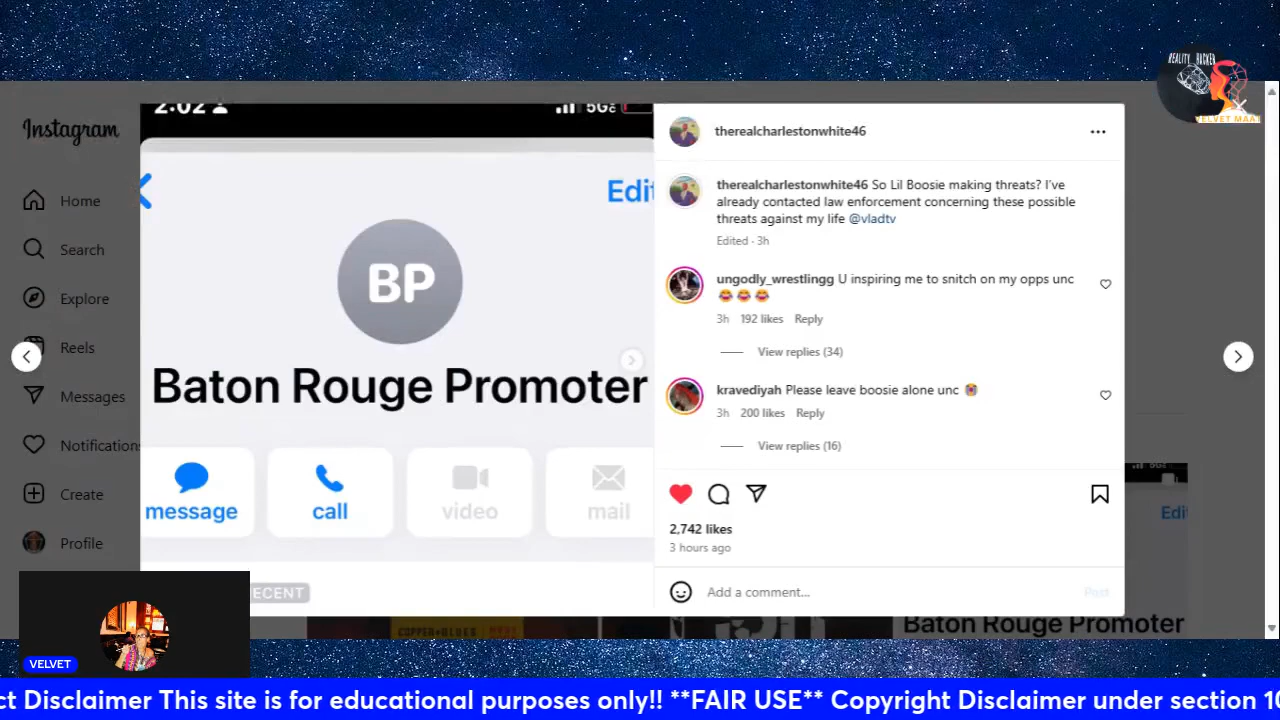 REALITY HACKER
VELVET MAAT
Instagram
Home
Search
Explore
Reels
Messages
Notifications
Create
Profile
2:02
5G
Edit
BP
Baton Rouge Promoter
message
call
video
mail
RECENT
therealcharlestonwhite46
therealcharlestonwhite46 So Lil Boosie making threats? I've
already contacted law enforcement concerning these possible
threats against my life @vladtv
Edited · 3h
ungodly_wrestlingg U inspiring me to snitch on my opps unc
😂😂😂
3h 192 likes Reply
View replies (34)
kravediyah Please leave boosie alone unc 😭
3h 200 likes Reply
View replies (16)
2,742 likes
3 hours ago
Add a comment...
Post
Edit
Baton Rouge Promoter
COPPER BLUES
VELVET
ct Disclaimer This site is for educational purposes only!! **FAIR USE** Copyright Disclaimer under section 10